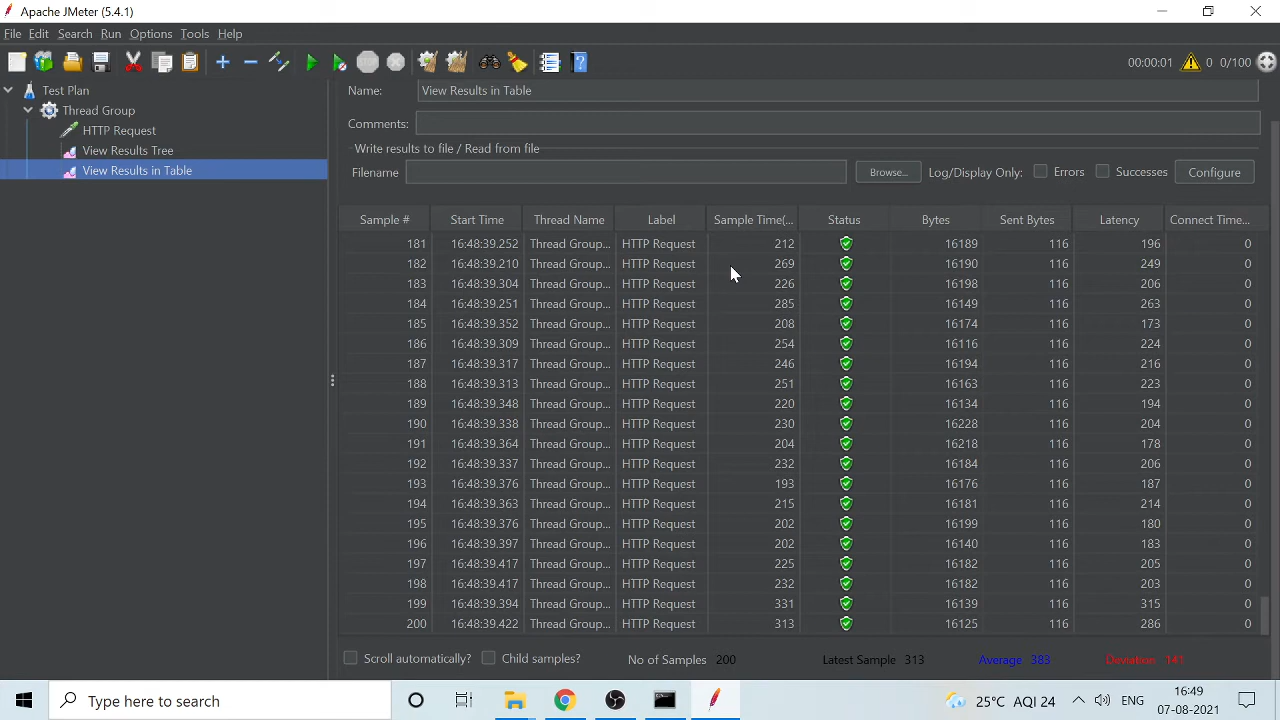 Apache JMeter (5.4.1)
File Edit Search Run Options Tools Help
00:00:01 0 0/100
Test Plan
Thread Group
HTTP Request
View Results Tree
View Results in Table
Name: View Results in Table
Comments:
Write results to file / Read from file
Filename Browse... Log/Display Only: Errors Successes Configure
Sample # Start Time Thread Name Label Sample Time(... Status Bytes Sent Bytes Latency Connect Time...
181 16:48:39.252 Thread Group... HTTP Request 212 16189 116 196 0
182 16:48:39.210 Thread Group... HTTP Request 269 16190 116 249 0
183 16:48:39.304 Thread Group... HTTP Request 226 16198 116 206 0
184 16:48:39.251 Thread Group... HTTP Request 285 16149 116 263 0
185 16:48:39.352 Thread Group... HTTP Request 208 16174 116 173 0
186 16:48:39.309 Thread Group... HTTP Request 254 16116 116 224 0
187 16:48:39.317 Thread Group... HTTP Request 246 16194 116 216 0
188 16:48:39.313 Thread Group... HTTP Request 251 16163 116 223 0
189 16:48:39.348 Thread Group... HTTP Request 220 16134 116 194 0
190 16:48:39.338 Thread Group... HTTP Request 230 16228 116 204 0
191 16:48:39.364 Thread Group... HTTP Request 204 16218 116 178 0
192 16:48:39.337 Thread Group... HTTP Request 232 16184 116 206 0
193 16:48:39.376 Thread Group... HTTP Request 193 16176 116 187 0
194 16:48:39.363 Thread Group... HTTP Request 215 16181 116 214 0
195 16:48:39.376 Thread Group... HTTP Request 202 16199 116 180 0
196 16:48:39.397 Thread Group... HTTP Request 202 16140 116 183 0
197 16:48:39.417 Thread Group... HTTP Request 225 16182 116 205 0
198 16:48:39.417 Thread Group... HTTP Request 232 16182 116 203 0
199 16:48:39.394 Thread Group... HTTP Request 331 16139 116 315 0
200 16:48:39.422 Thread Group... HTTP Request 313 16125 116 286 0
Scroll automatically? Child samples? No of Samples 200 Latest Sample 313 Average 383 Deviation 141
Type here to search 25°C AQI 24 ENG 16:49
07-08-2021